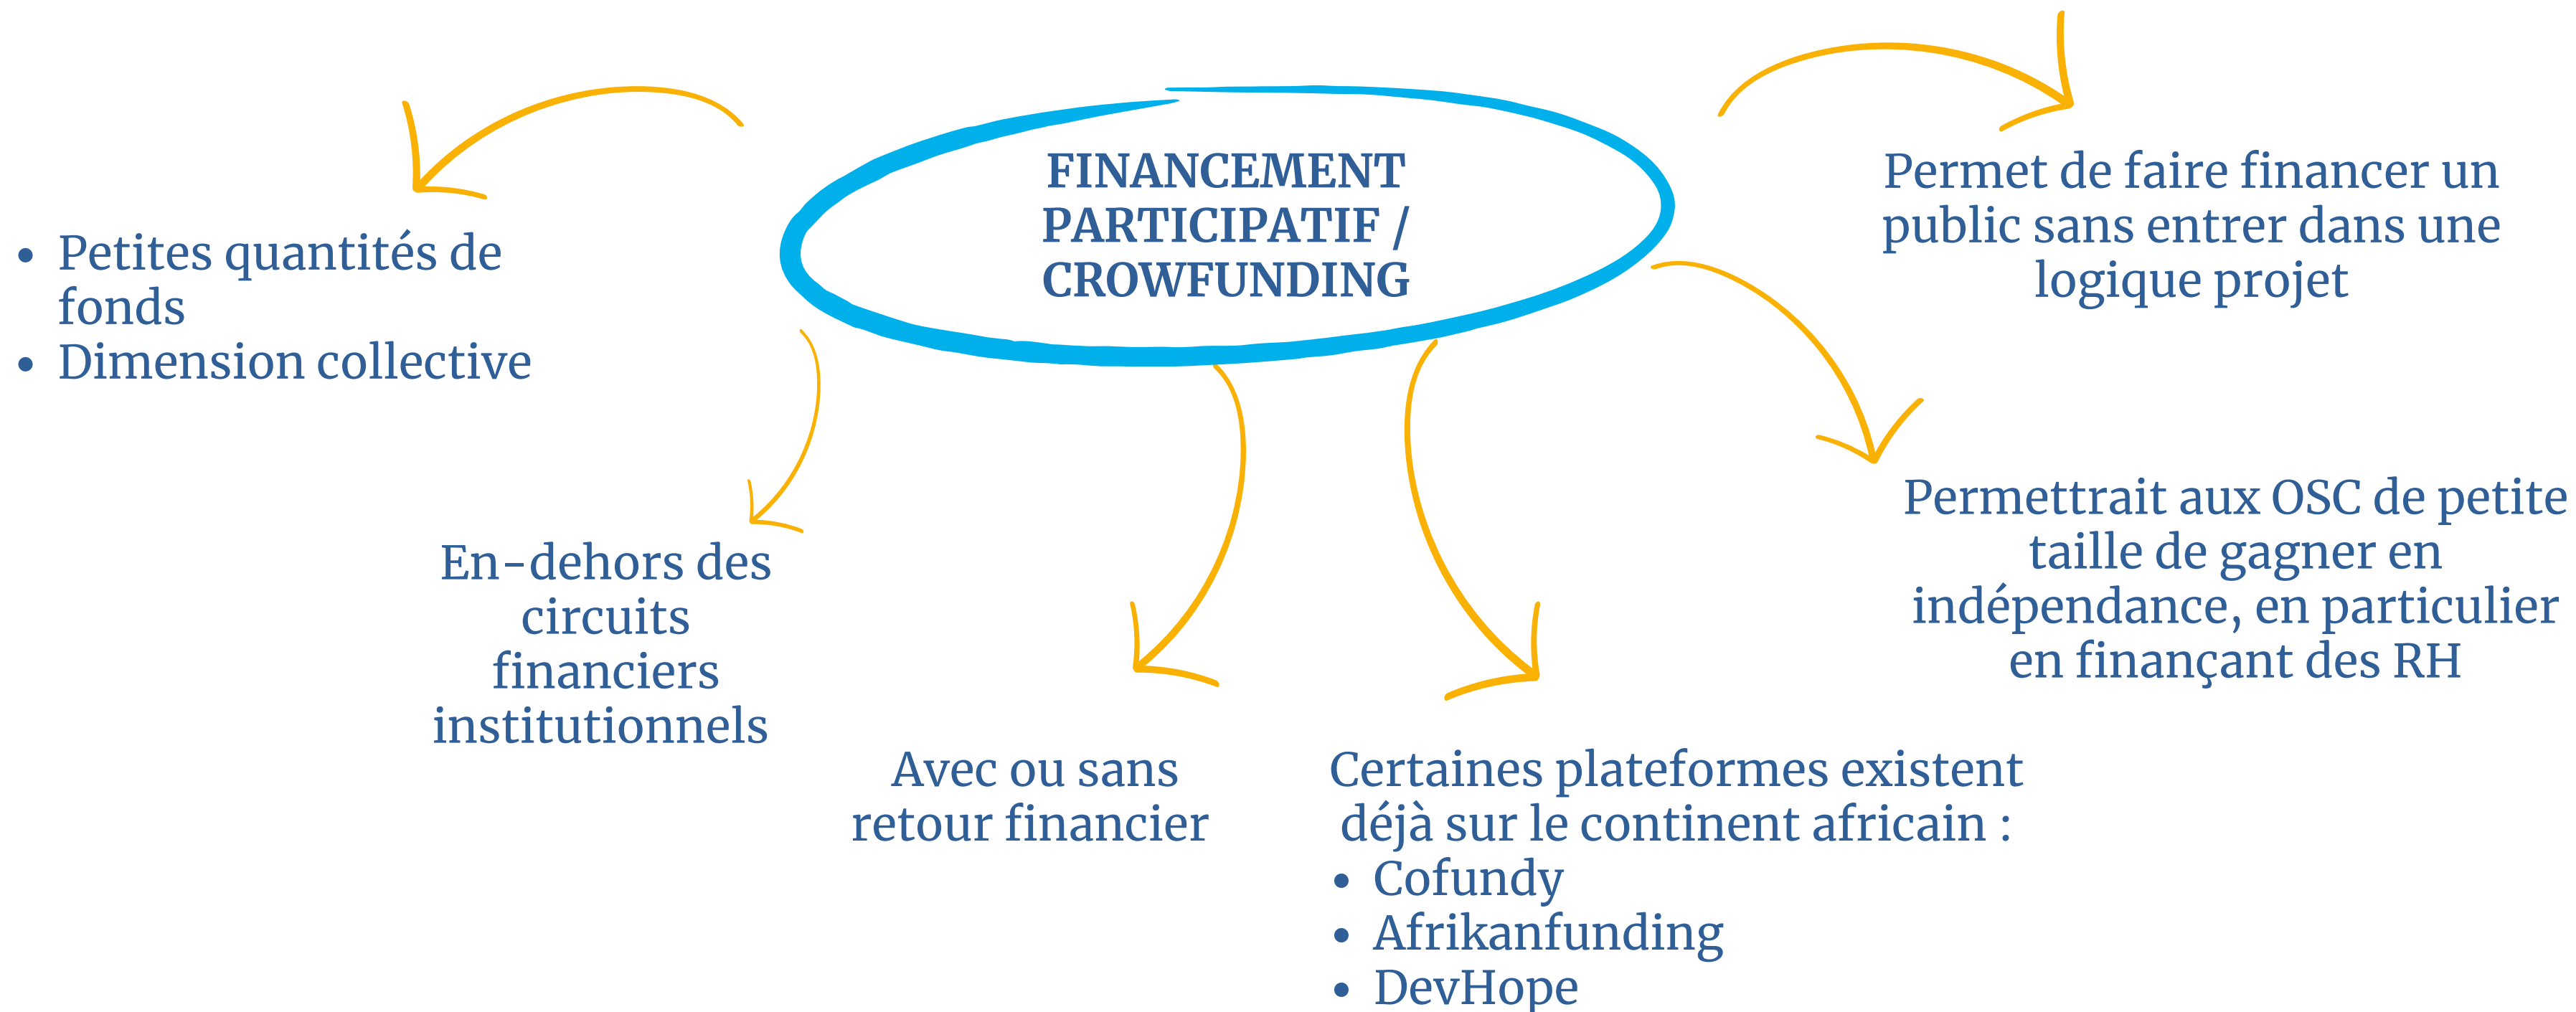 FINANCEMENT
PARTICIPATIF /
CROWFUNDING
• Petites quantités de
fonds
• Dimension collective
En-dehors des
circuits
financiers
institutionnels
Avec ou sans
retour financier
Certaines plateformes existent
déjà sur le continent africain :
• Cofundy
• Afrikanfunding
• DevHope
Permettrait aux OSC de petite
taille de gagner en
indépendance, en particulier
en finançant des RH
Permet de faire financer un
public sans entrer dans une
logique projet